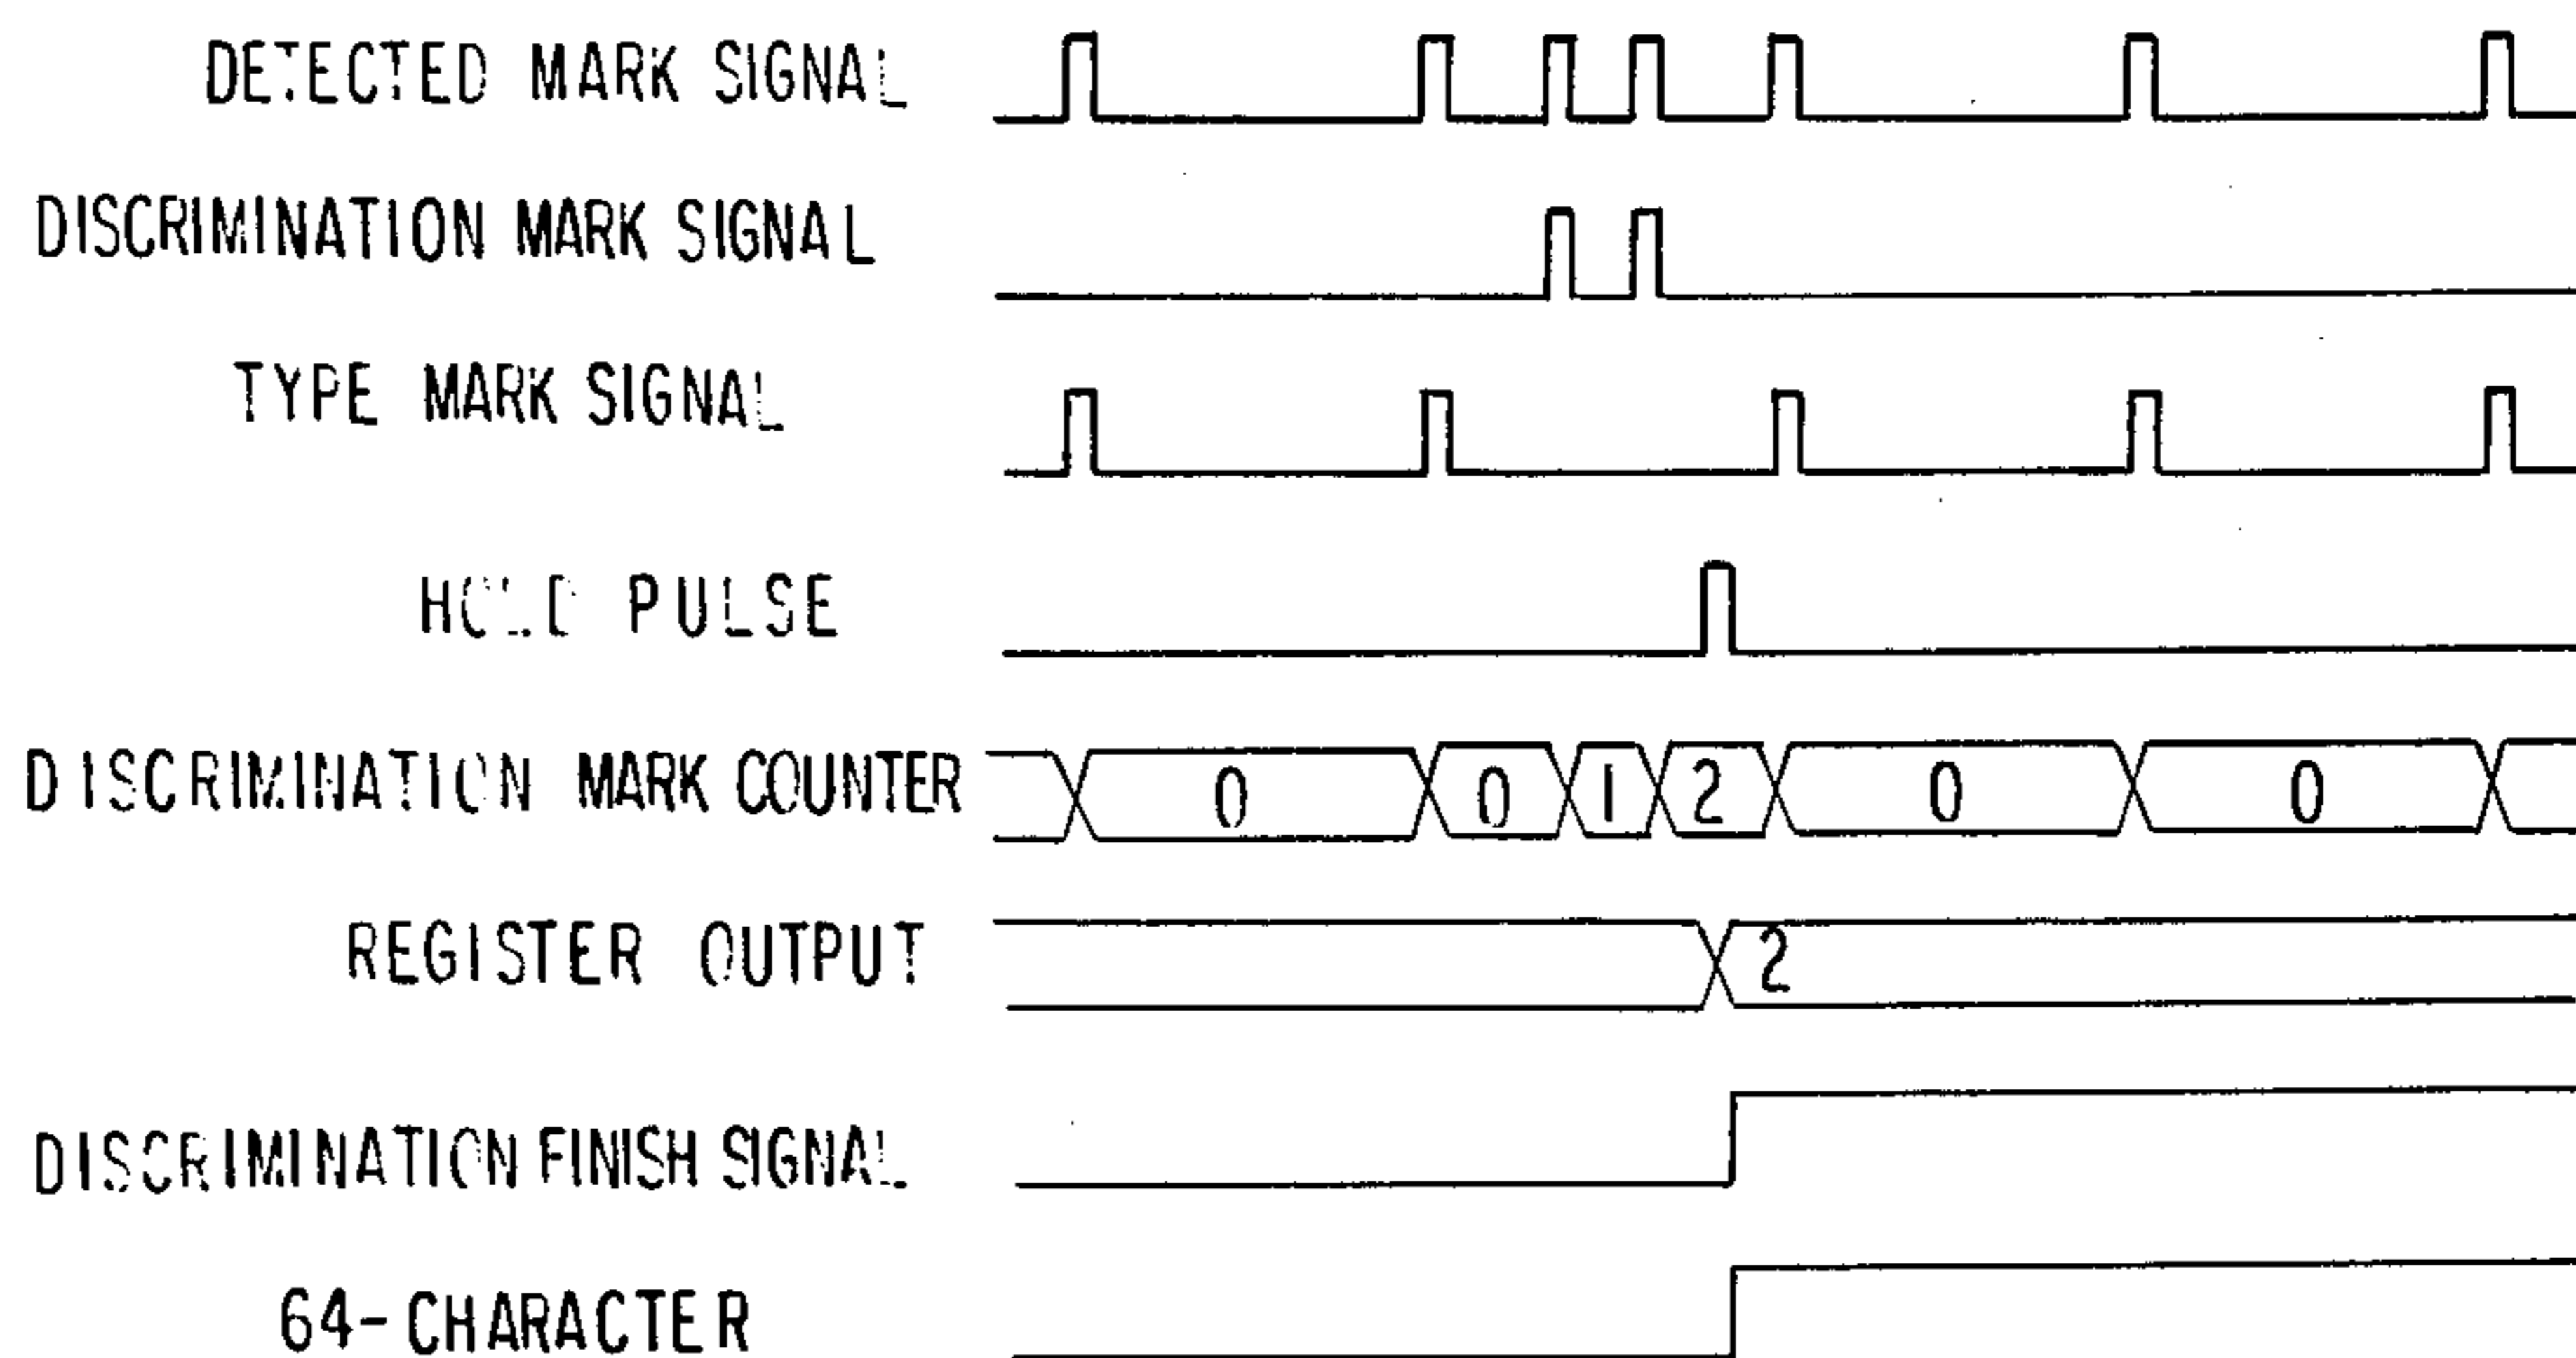 DETECTED MARK SIGNAL
DISCRIMINATION MARK SIGNAL
TYPE MARK SIGNAL
HOLD PULSE
DISCRIMINATION MARK COUNTER 0 0 1 2 0 0
REGISTER OUTPUT 2
DISCRIMINATION FINISH SIGNAL
64-CHARACTER